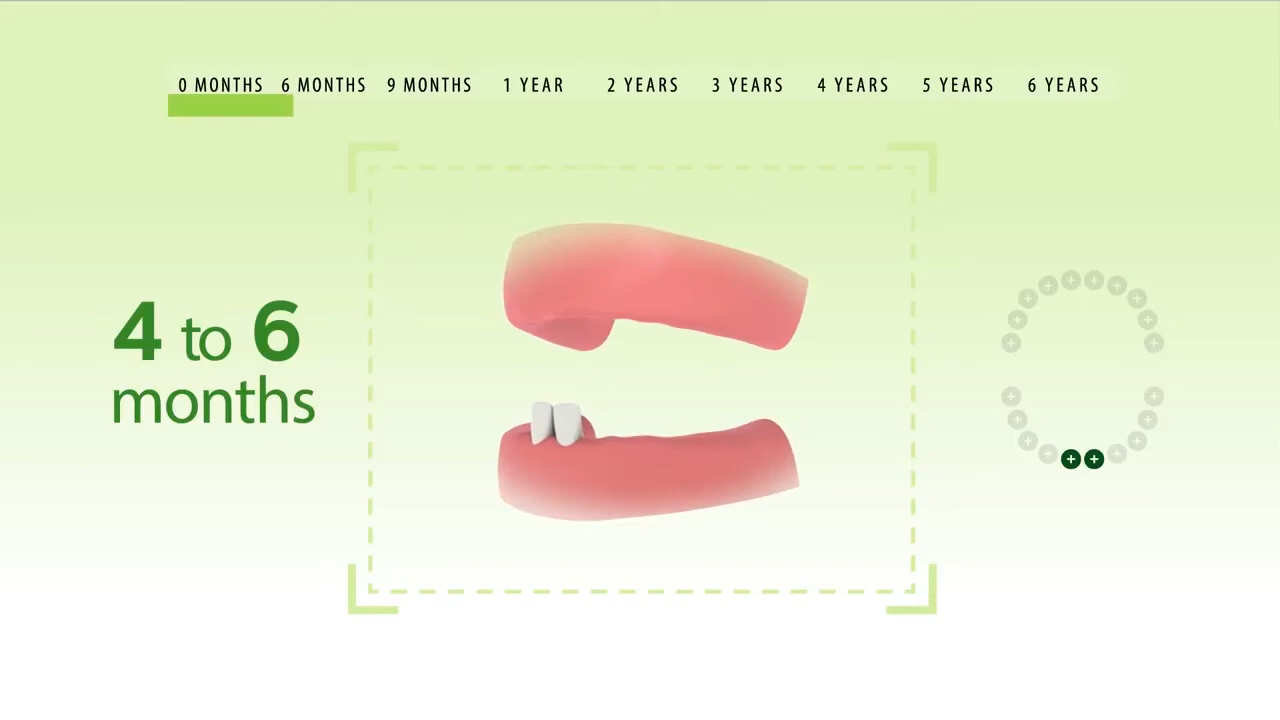 0 MONTHS 6 MONTHS 9 MONTHS 1 YEAR 2 YEARS 3 YEARS 4 YEARS 5 YEARS 6 YEARS
4 to 6
months